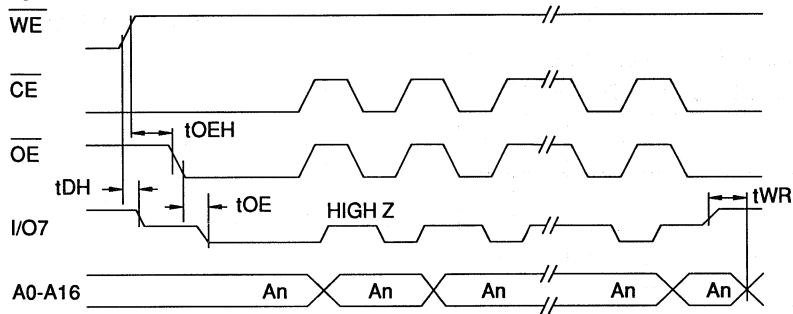 WE
CE
tOEH
OE
tDH
tOE
HIGH Z
tWR
I/O7
A0-A16 An An An An An